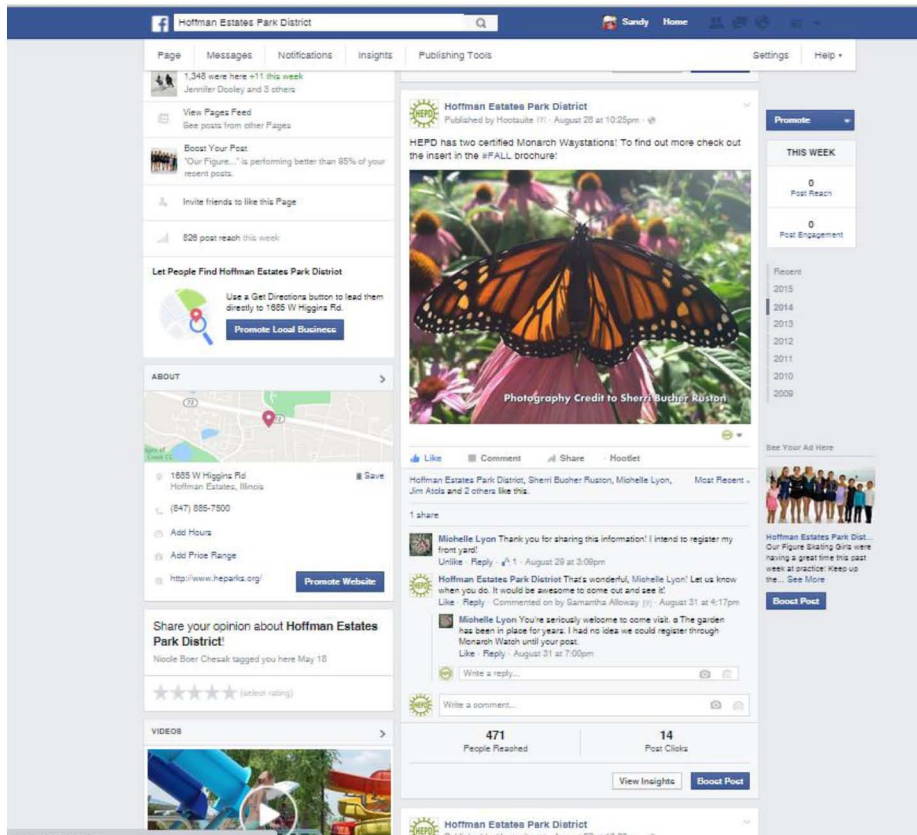 Hoffman Estates Park District
Sandy Home
Page Messages Notifications Insights Publishing Tools Settings Help
1,348 were here +11 this week
Jennifer Dooley and 3 others
View Pages Feed
See posts from other Pages
Boost Your Post
"Our Figure..." is performing better than 95% of your
recent posts.
Invite friends to like this Page
826 post reach this week
Let People Find Hoffman Estates Park District
Use a Get Directions button to lead them
directly to 1685 W Higgins Rd.
Promote Local Business
ABOUT
72
72
1685 W Higgins Rd
Save
Hoffman Estates, Illinois
(847) 885-7500
Add Hours
Add Price Range
http://www.heparks.org/
Promote Website
Share your opinion about Hoffman Estates
Park District!
Nicole Boer Chesak tagged you here May 18
(select rating)
VIDEOS
HEPD
Hoffman Estates Park District
Published by Hootsuite [?] · August 28 at 10:25pm ·
HEPD has two certified Monarch Waystations! To find out more check out
the insert in the #FALL brochure!
Photography Credit to Sherri Bucher Ruston
Like Comment Share Hootlet
Hoffman Estates Park District, Sherri Bucher Ruston, Michelle Lyon,
Jim Atols and 2 others like this.
Most Recent
1 share
Michelle Lyon Thank you for sharing this information! I intend to register my
front yard!
Unlike · Reply · 1 · August 29 at 3:09pm
HEPD
Hoffman Estates Park District That's wonderful, Michelle Lyon! Let us know
when you do. It would be awesome to come out and see it!
Like · Reply · Commented on by Samantha Alloway [?] · August 31 at 4:17pm
Michelle Lyon You're seriously welcome to come visit. The garden
has been in place for years. I had no idea we could register through
Monarch Watch until your post.
Like · Reply · August 31 at 7:00pm
Write a reply...
HEPD
Write a comment...
471
People Reached
14
Post Clicks
View Insights
Boost Post
HEPD
Hoffman Estates Park District
Promote
THIS WEEK
0
Post Reach
0
Post Engagement
Recent
2015
2014
2013
2012
2011
2010
2009
See Your Ad Here
Hoffman Estates Park Dist...
Our Figure Skating Girls were
having a great time this past
week at practice! Keep up
the... See More
Boost Post